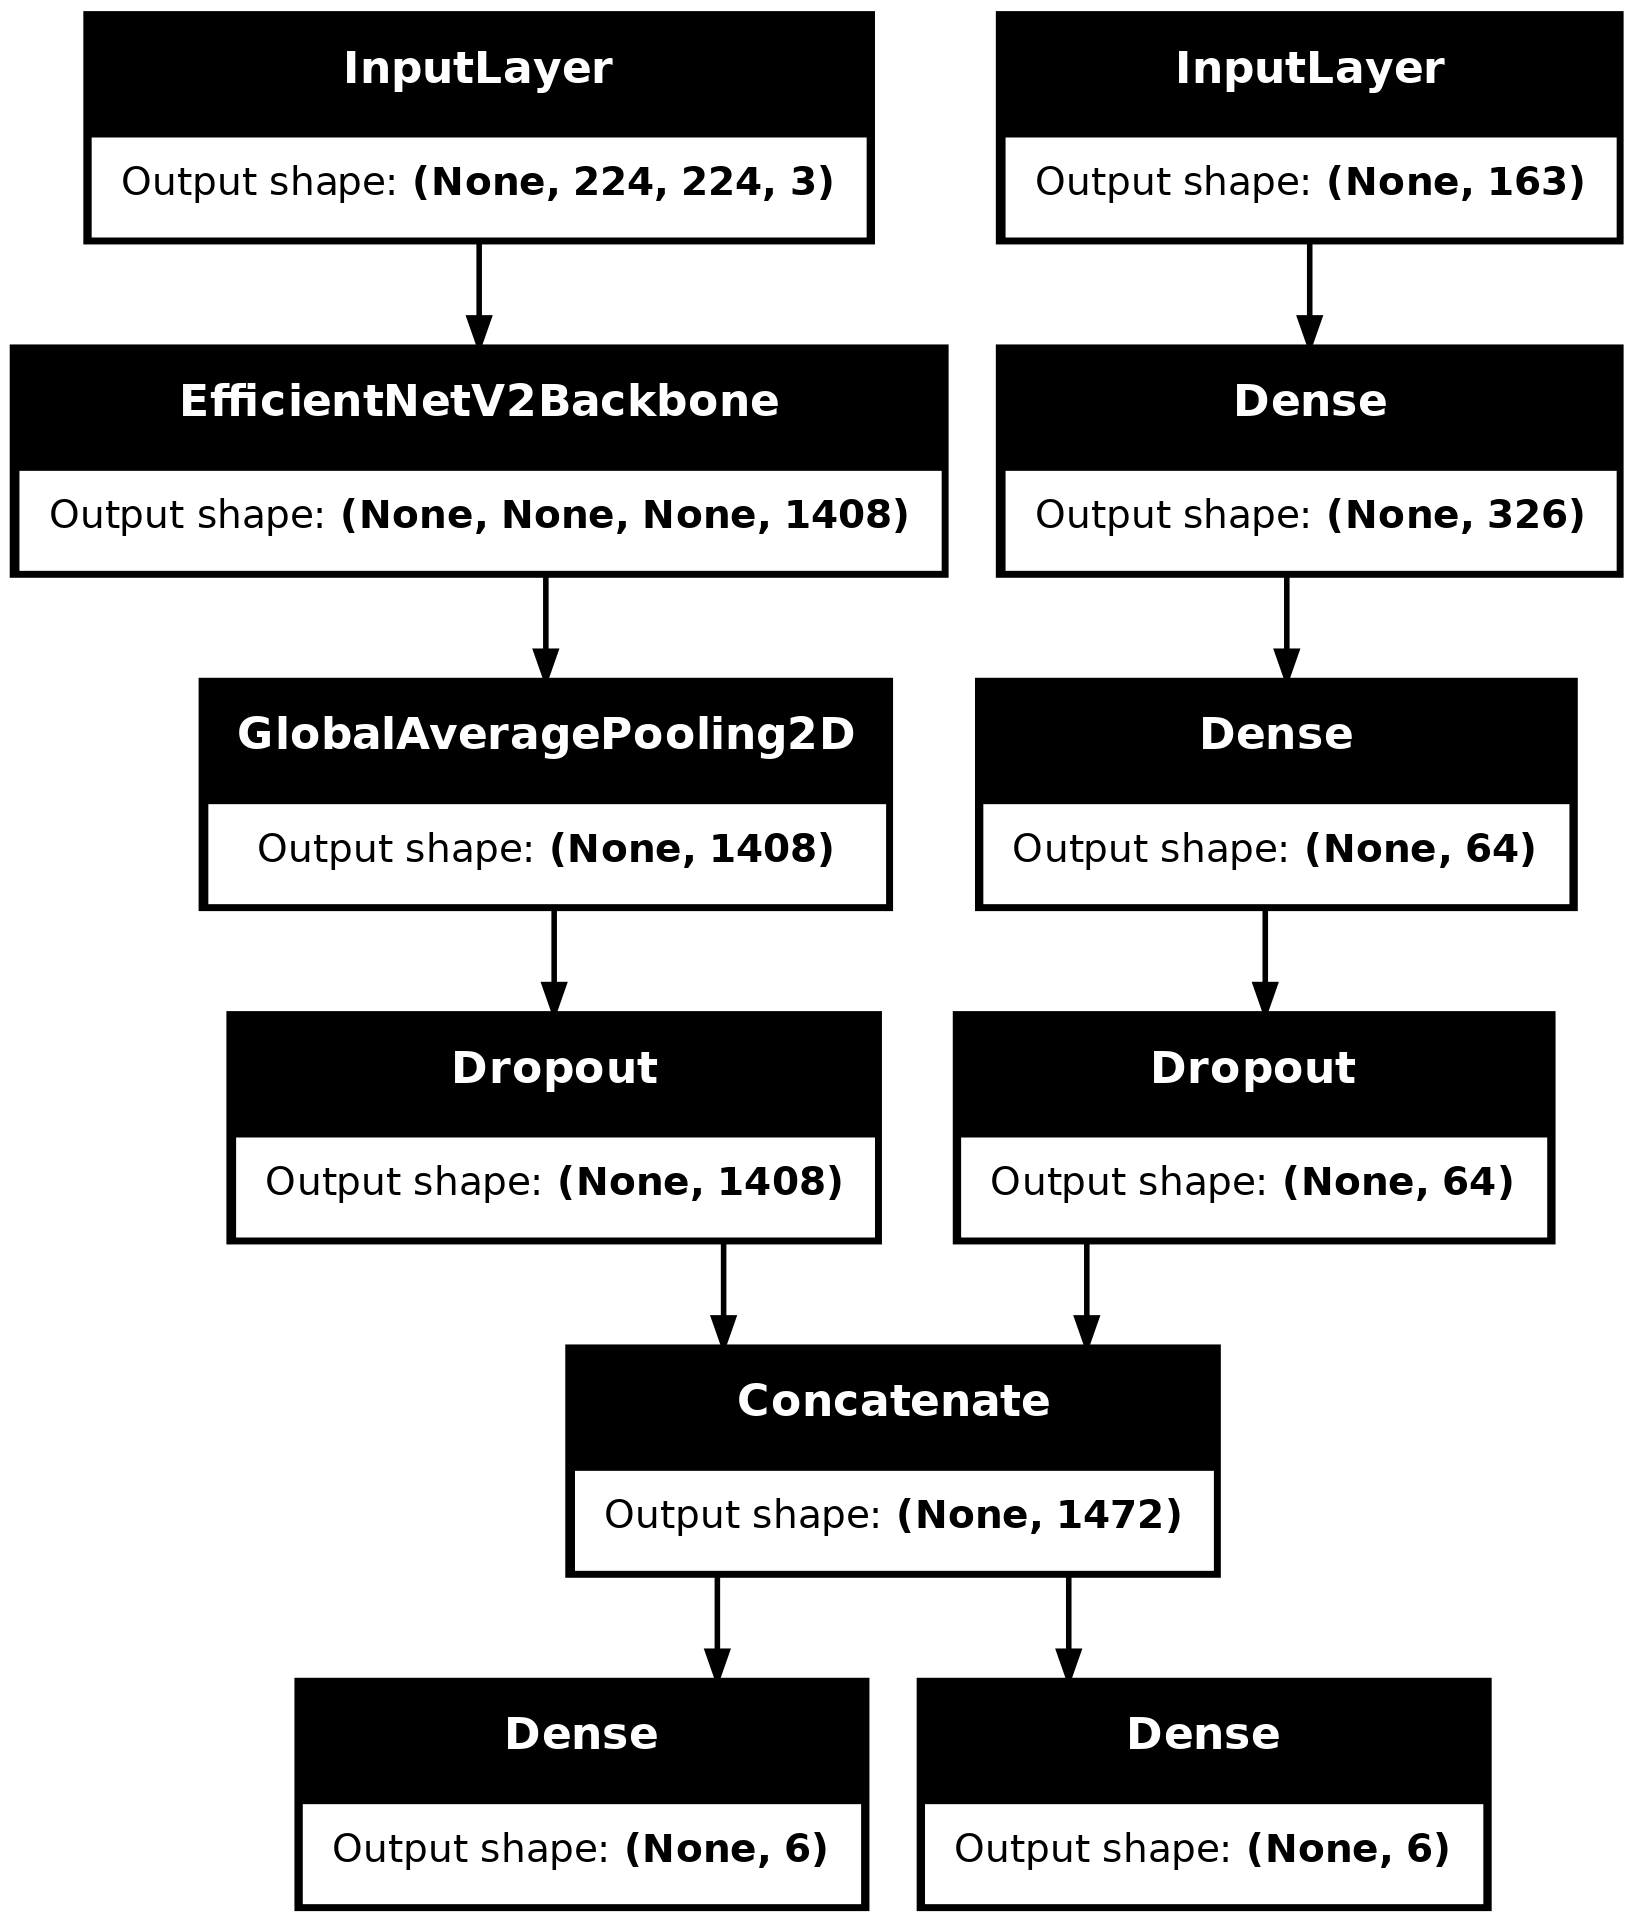 InputLayer
Output shape: (None, 224, 224, 3)
InputLayer
Output shape: (None, 163)
EfficientNetV2Backbone
Output shape: (None, None, None, 1408)
Dense
Output shape: (None, 326)
GlobalAveragePooling2D
Output shape: (None, 1408)
Dense
Output shape: (None, 64)
Dropout
Output shape: (None, 1408)
Dropout
Output shape: (None, 64)
Concatenate
Output shape: (None, 1472)
Dense
Output shape: (None, 6)
Dense
Output shape: (None, 6)